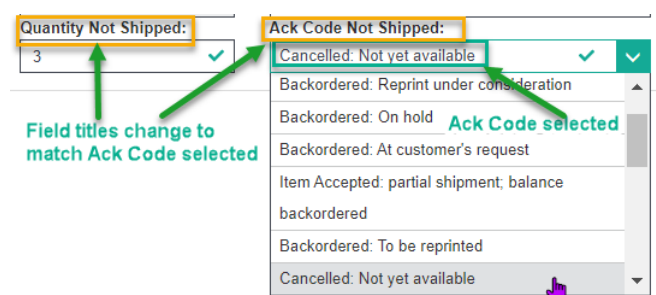 Quantity Not Shipped:
Ack Code Not Shipped:
3
Cancelled: Not yet available
Backordered: Reprint under consideration
Backordered: On hold
Ack Code selected
Field titles change to
match Ack Code selected
Backordered: At customer's request
Item Accepted: partial shipment; balance
backordered
Backordered: To be reprinted
Cancelled: Not yet available